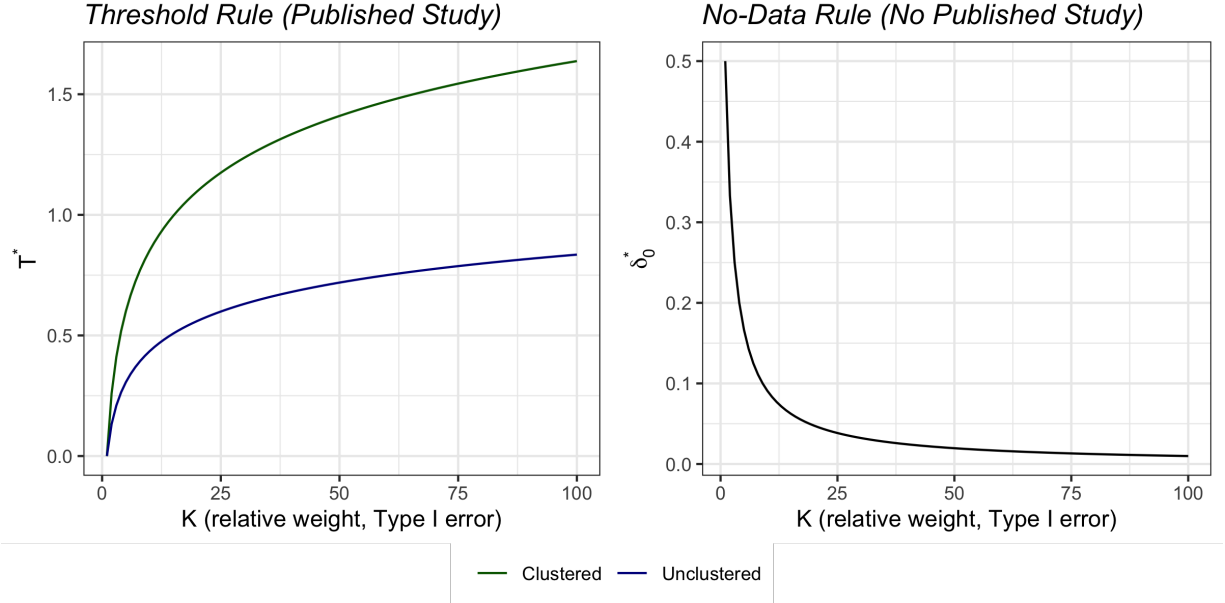 Threshold Rule (Published Study)
1.5
1.0
0.5
0.0
T*
0 25 50 75 100
K (relative weight, Type I error)
No-Data Rule (No Published Study)
0.5
0.4
0.3
0.2
0.1
0.0
δ₀*
0 25 50 75 100
K (relative weight, Type I error)
Clustered Unclustered